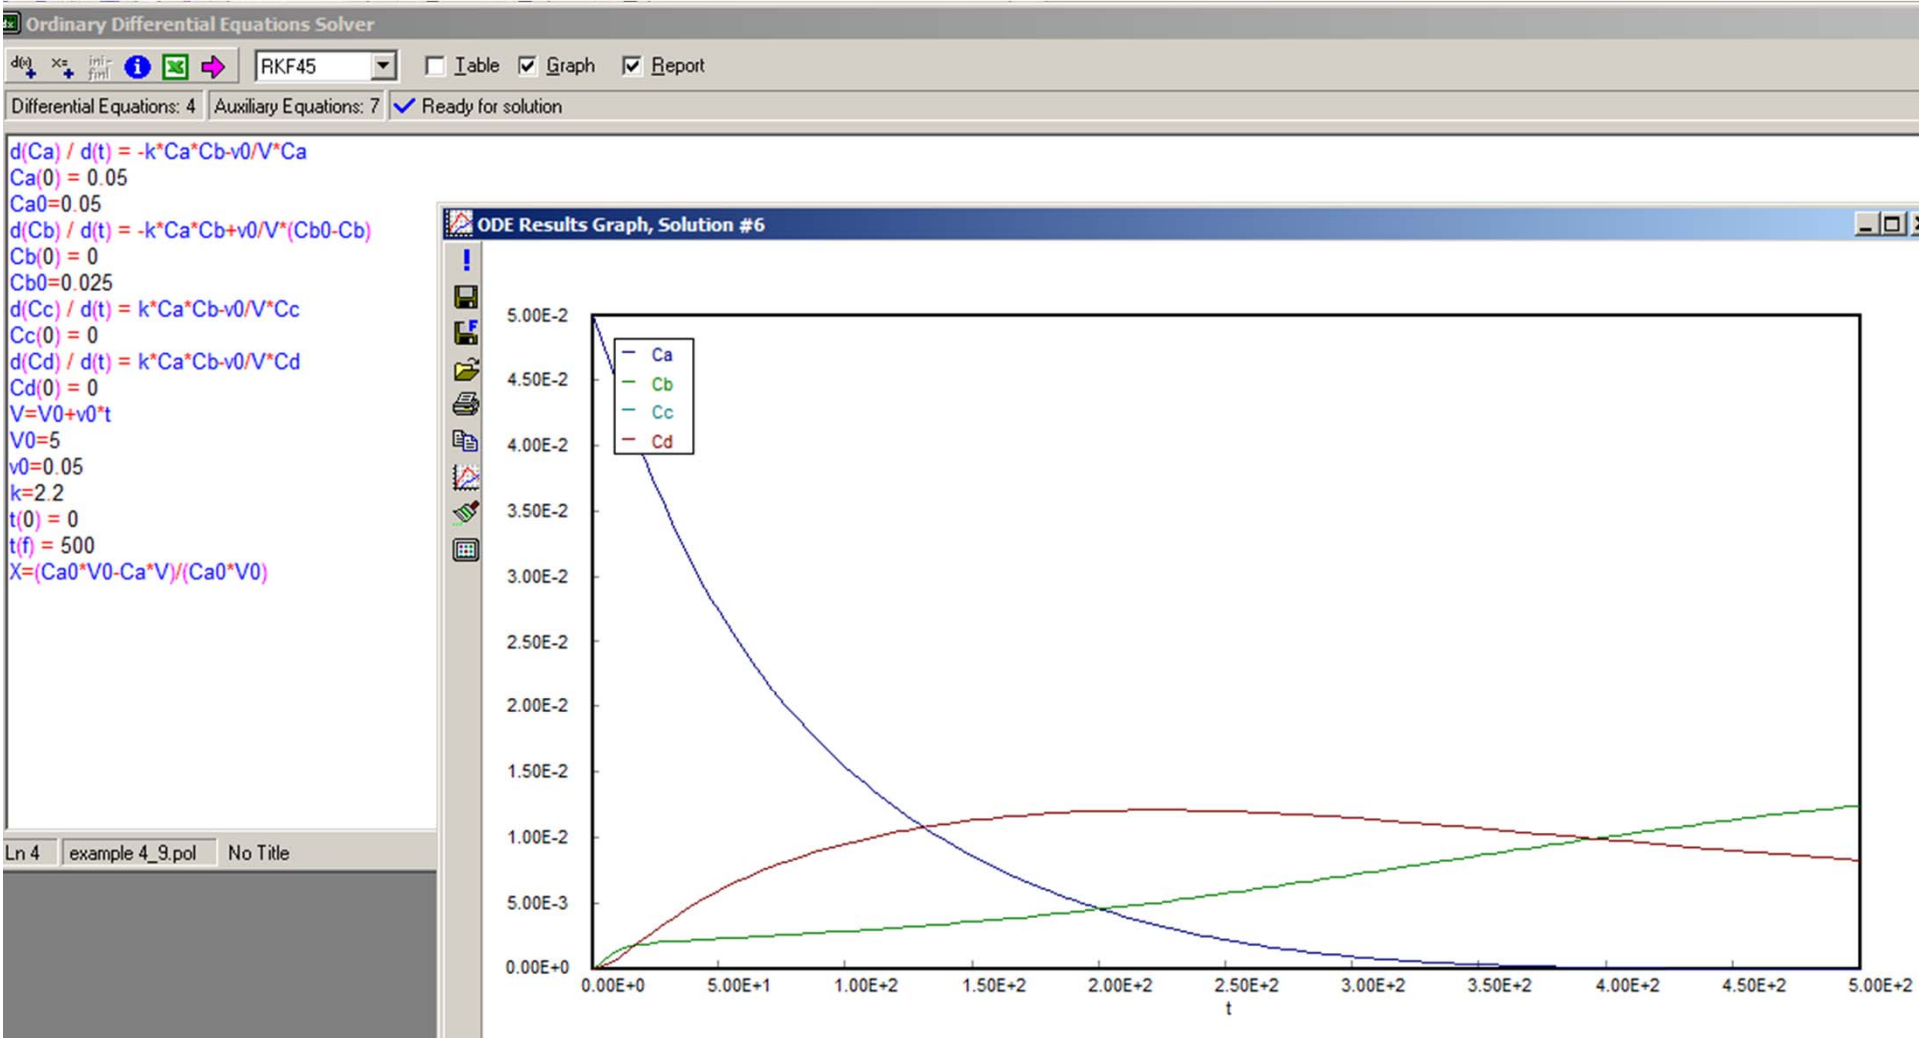 Ordinary Differential Equations Solver
d(x) x= ini- finl RKF45 Table Graph Report
Differential Equations: 4 Auxiliary Equations: 7 Ready for solution
d(Ca) / d(t) = -k*Ca*Cb-v0/V*Ca
Ca(0) = 0.05
Ca0=0.05
d(Cb) / d(t) = -k*Ca*Cb+v0/V*(Cb0-Cb)
Cb(0) = 0
Cb0=0.025
d(Cc) / d(t) = k*Ca*Cb-v0/V*Cc
Cc(0) = 0
d(Cd) / d(t) = k*Ca*Cb-v0/V*Cd
Cd(0) = 0
V=V0+v0*t
V0=5
v0=0.05
k=2.2
t(0) = 0
t(f) = 500
X=(Ca0*V0-Ca*V)/(Ca0*V0)
Ln 4 example 4_9.pol No Title
ODE Results Graph, Solution #6
5.00E-2
4.50E-2
4.00E-2
3.50E-2
3.00E-2
2.50E-2
2.00E-2
1.50E-2
1.00E-2
5.00E-3
0.00E+0
Ca
Cb
Cc
Cd
0.00E+0 5.00E+1 1.00E+2 1.50E+2 2.00E+2 2.50E+2 3.00E+2 3.50E+2 4.00E+2 4.50E+2 5.00E+2
t